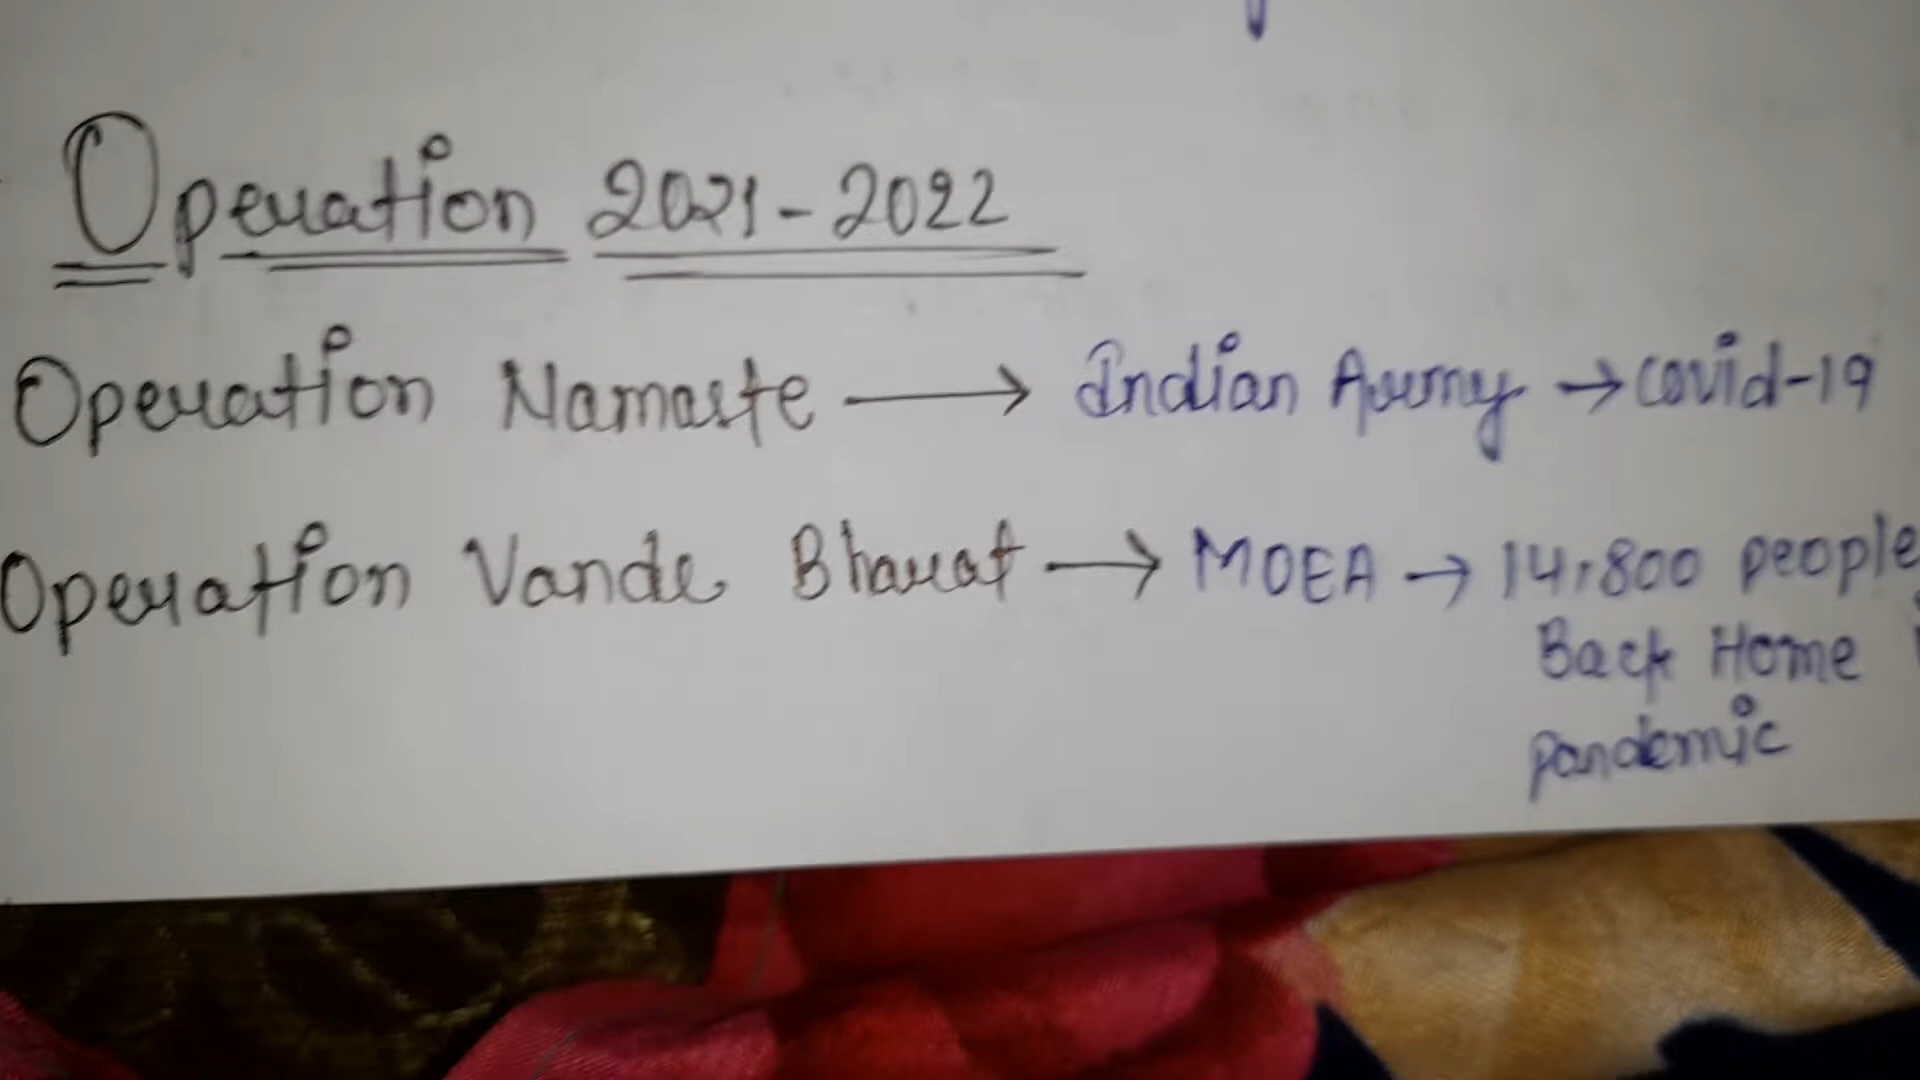 Operation 2021-2022
Operation Namaste → Indian Army → Covid-19
Operation Vande Bharat → MOEA → 14,800 people
Back Home
pandemic